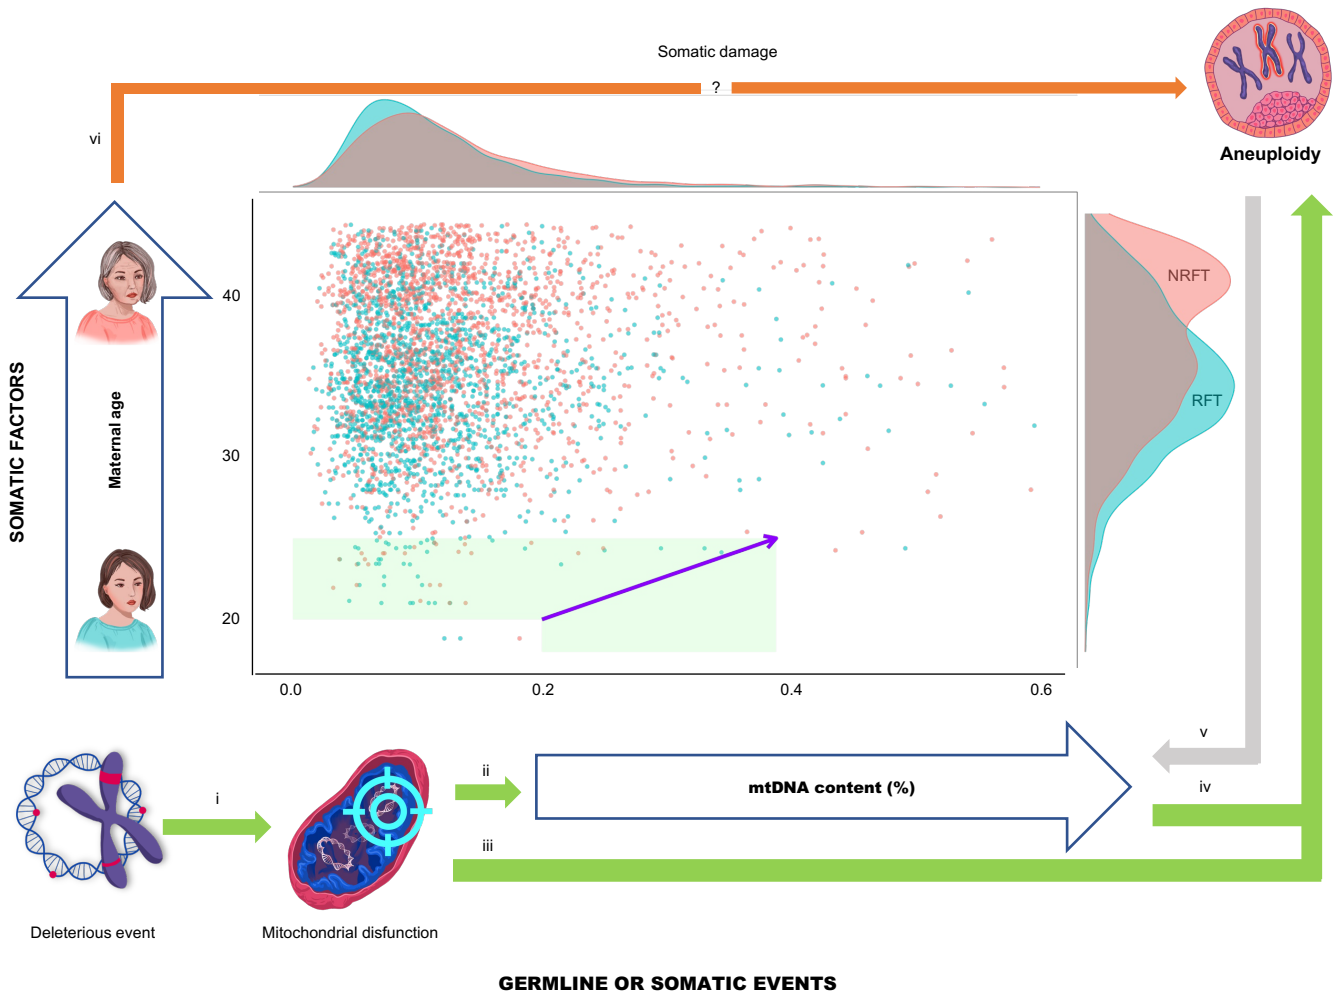 Somatic damage
?
vi
Aneuploidy
NRFT
RFT
40
30
20
SOMATIC FACTORS
Maternal age
0.0
0.2
0.4
0.6
v
iv
ii
mtDNA content (%)
i
iii
Deleterious event
Mitochondrial disfunction
GERMLINE OR SOMATIC EVENTS